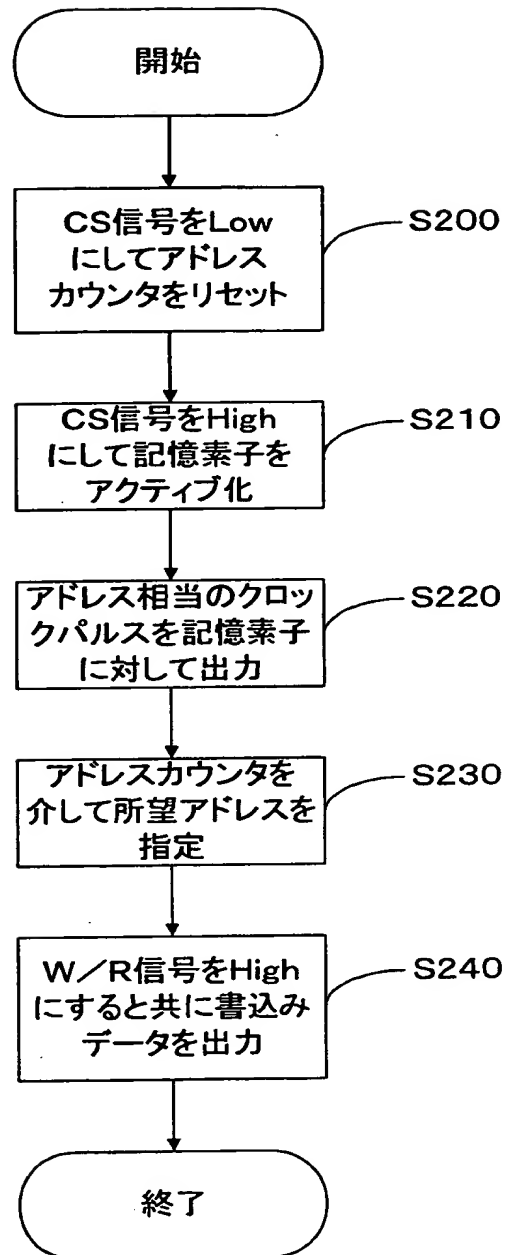 開始
CS信号をLow
にしてアドレス
カウンタをリセット
S200
CS信号をHigh
にして記憶素子を
アクティブ化
S210
アドレス相当のクロッ
クパルスを記憶素子
に対して出力
S220
アドレスカウンタを
介して所望アドレスを
指定
S230
W／R信号をHigh
にすると共に書込み
データを出力
S240
終了